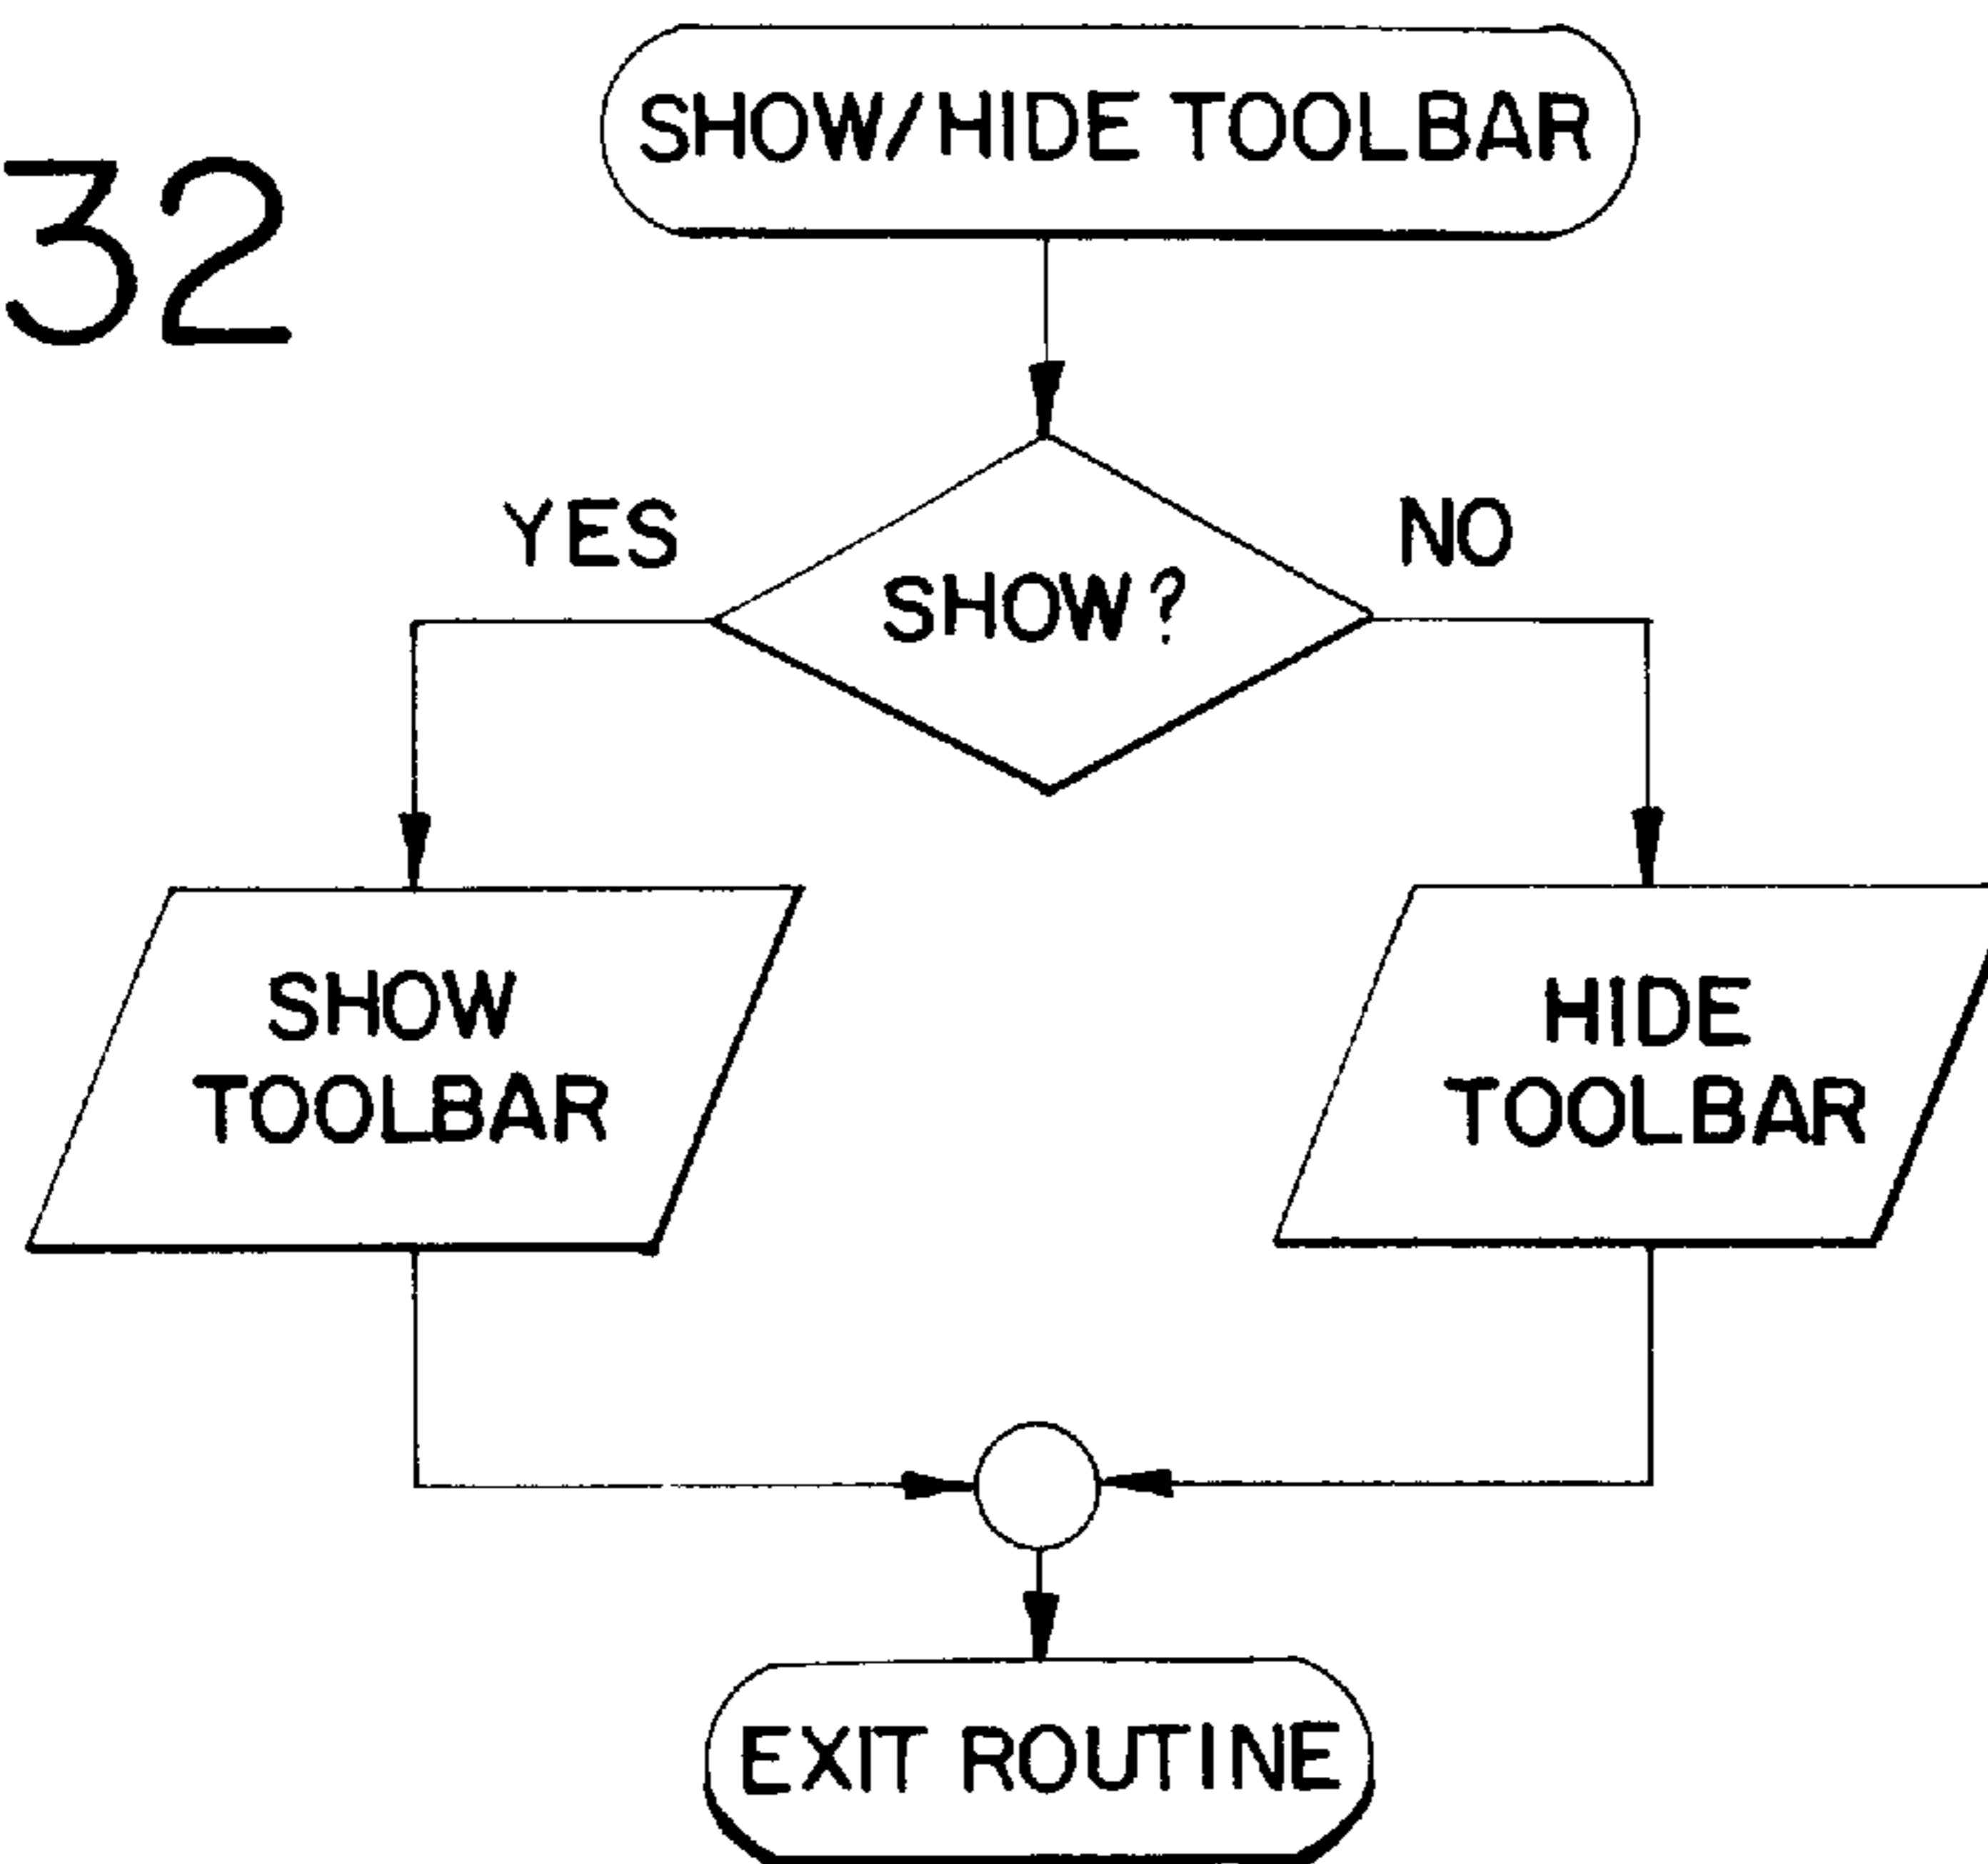 32
SHOW/HIDE TOOLBAR
YES
NO
SHOW?
SHOW
TOOLBAR
HIDE
TOOLBAR
EXIT ROUTINE